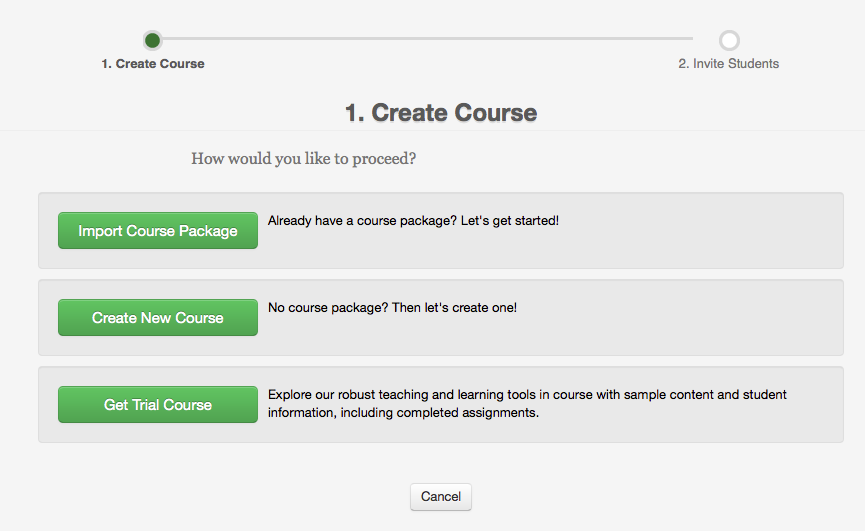 1. Create Course
2. Invite Students
1. Create Course
How would you like to proceed?
Import Course Package
Already have a course package? Let's get started!
Create New Course
No course package? Then let's create one!
Get Trial Course
Explore our robust teaching and learning tools in course with sample content and student
information, including completed assignments.
Cancel